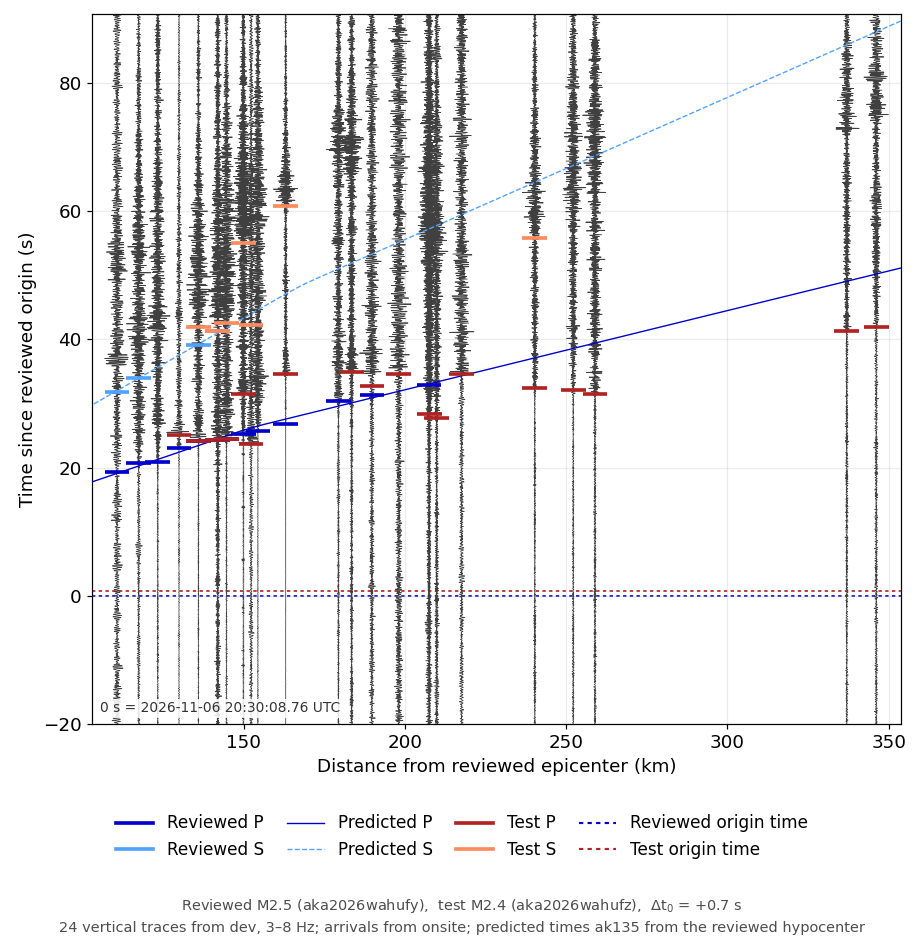 80
60
40
20
0
−20
Time since reviewed origin (s)
0 s = 2026-11-06 20:30:08.76 UTC
150
200
250
300
350
Distance from reviewed epicenter (km)
Reviewed P
Predicted P
Test P
Reviewed origin time
Reviewed S
Predicted S
Test S
Test origin time
Reviewed M2.5 (aka2026wahufy), test M2.4 (aka2026wahufz), Δt₀ = +0.7 s
24 vertical traces from dev, 3–8 Hz; arrivals from onsite; predicted times ak135 from the reviewed hypocenter